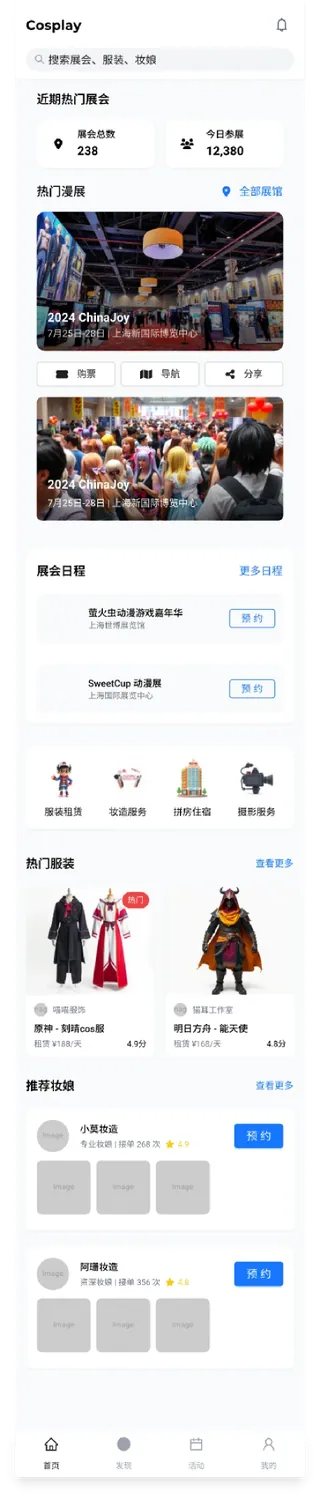 Cosplay
搜索展会、服装、妆娘
近期热门展会
展会总数
238
今日参展
12,380
热门漫展
全部展馆
2024 ChinaJoy
7月25日-28日 | 上海新国际博览中心
购票
导航
分享
2024 ChinaJoy
7月25日-28日 | 上海新国际博览中心
展会日程
更多日程
萤火虫动漫游戏嘉年华
上海世博展览馆
预 约
SweetCup 动漫展
上海国际展览中心
预 约
服装租赁
妆造服务
拼房住宿
摄影服务
热门服装
查看更多
热门
喵喵服饰
原神 - 刻晴cos服
租赁 ¥188/天
4.9分
猫耳工作室
明日方舟 - 能天使
租赁 ¥168/天
4.8分
推荐妆娘
查看更多
Image
小莫妆造
专业妆娘 | 接单 268 次
4.9
预 约
Image
Image
Image
Image
阿珊妆造
资深妆娘 | 接单 356 次
4.8
预 约
Image
Image
Image
首页
发现
活动
我的